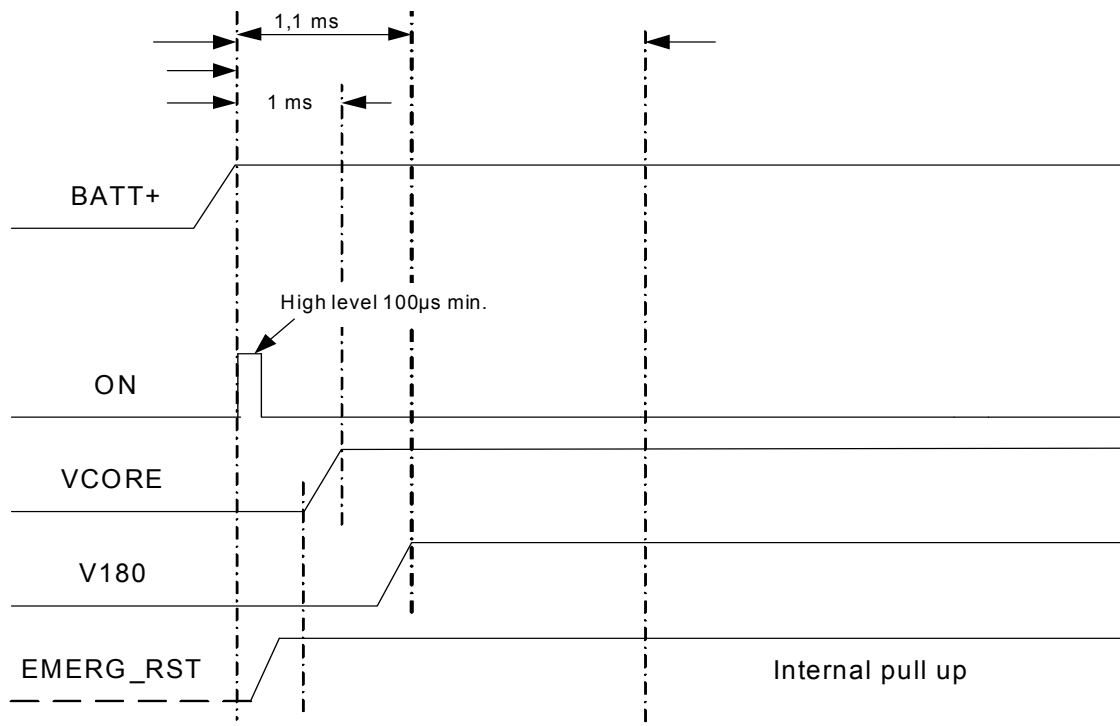 1,1 ms
1 ms
BATT+
High level 100µs min.
ON
VCORE
V180
EMERG_RST
Internal pull up